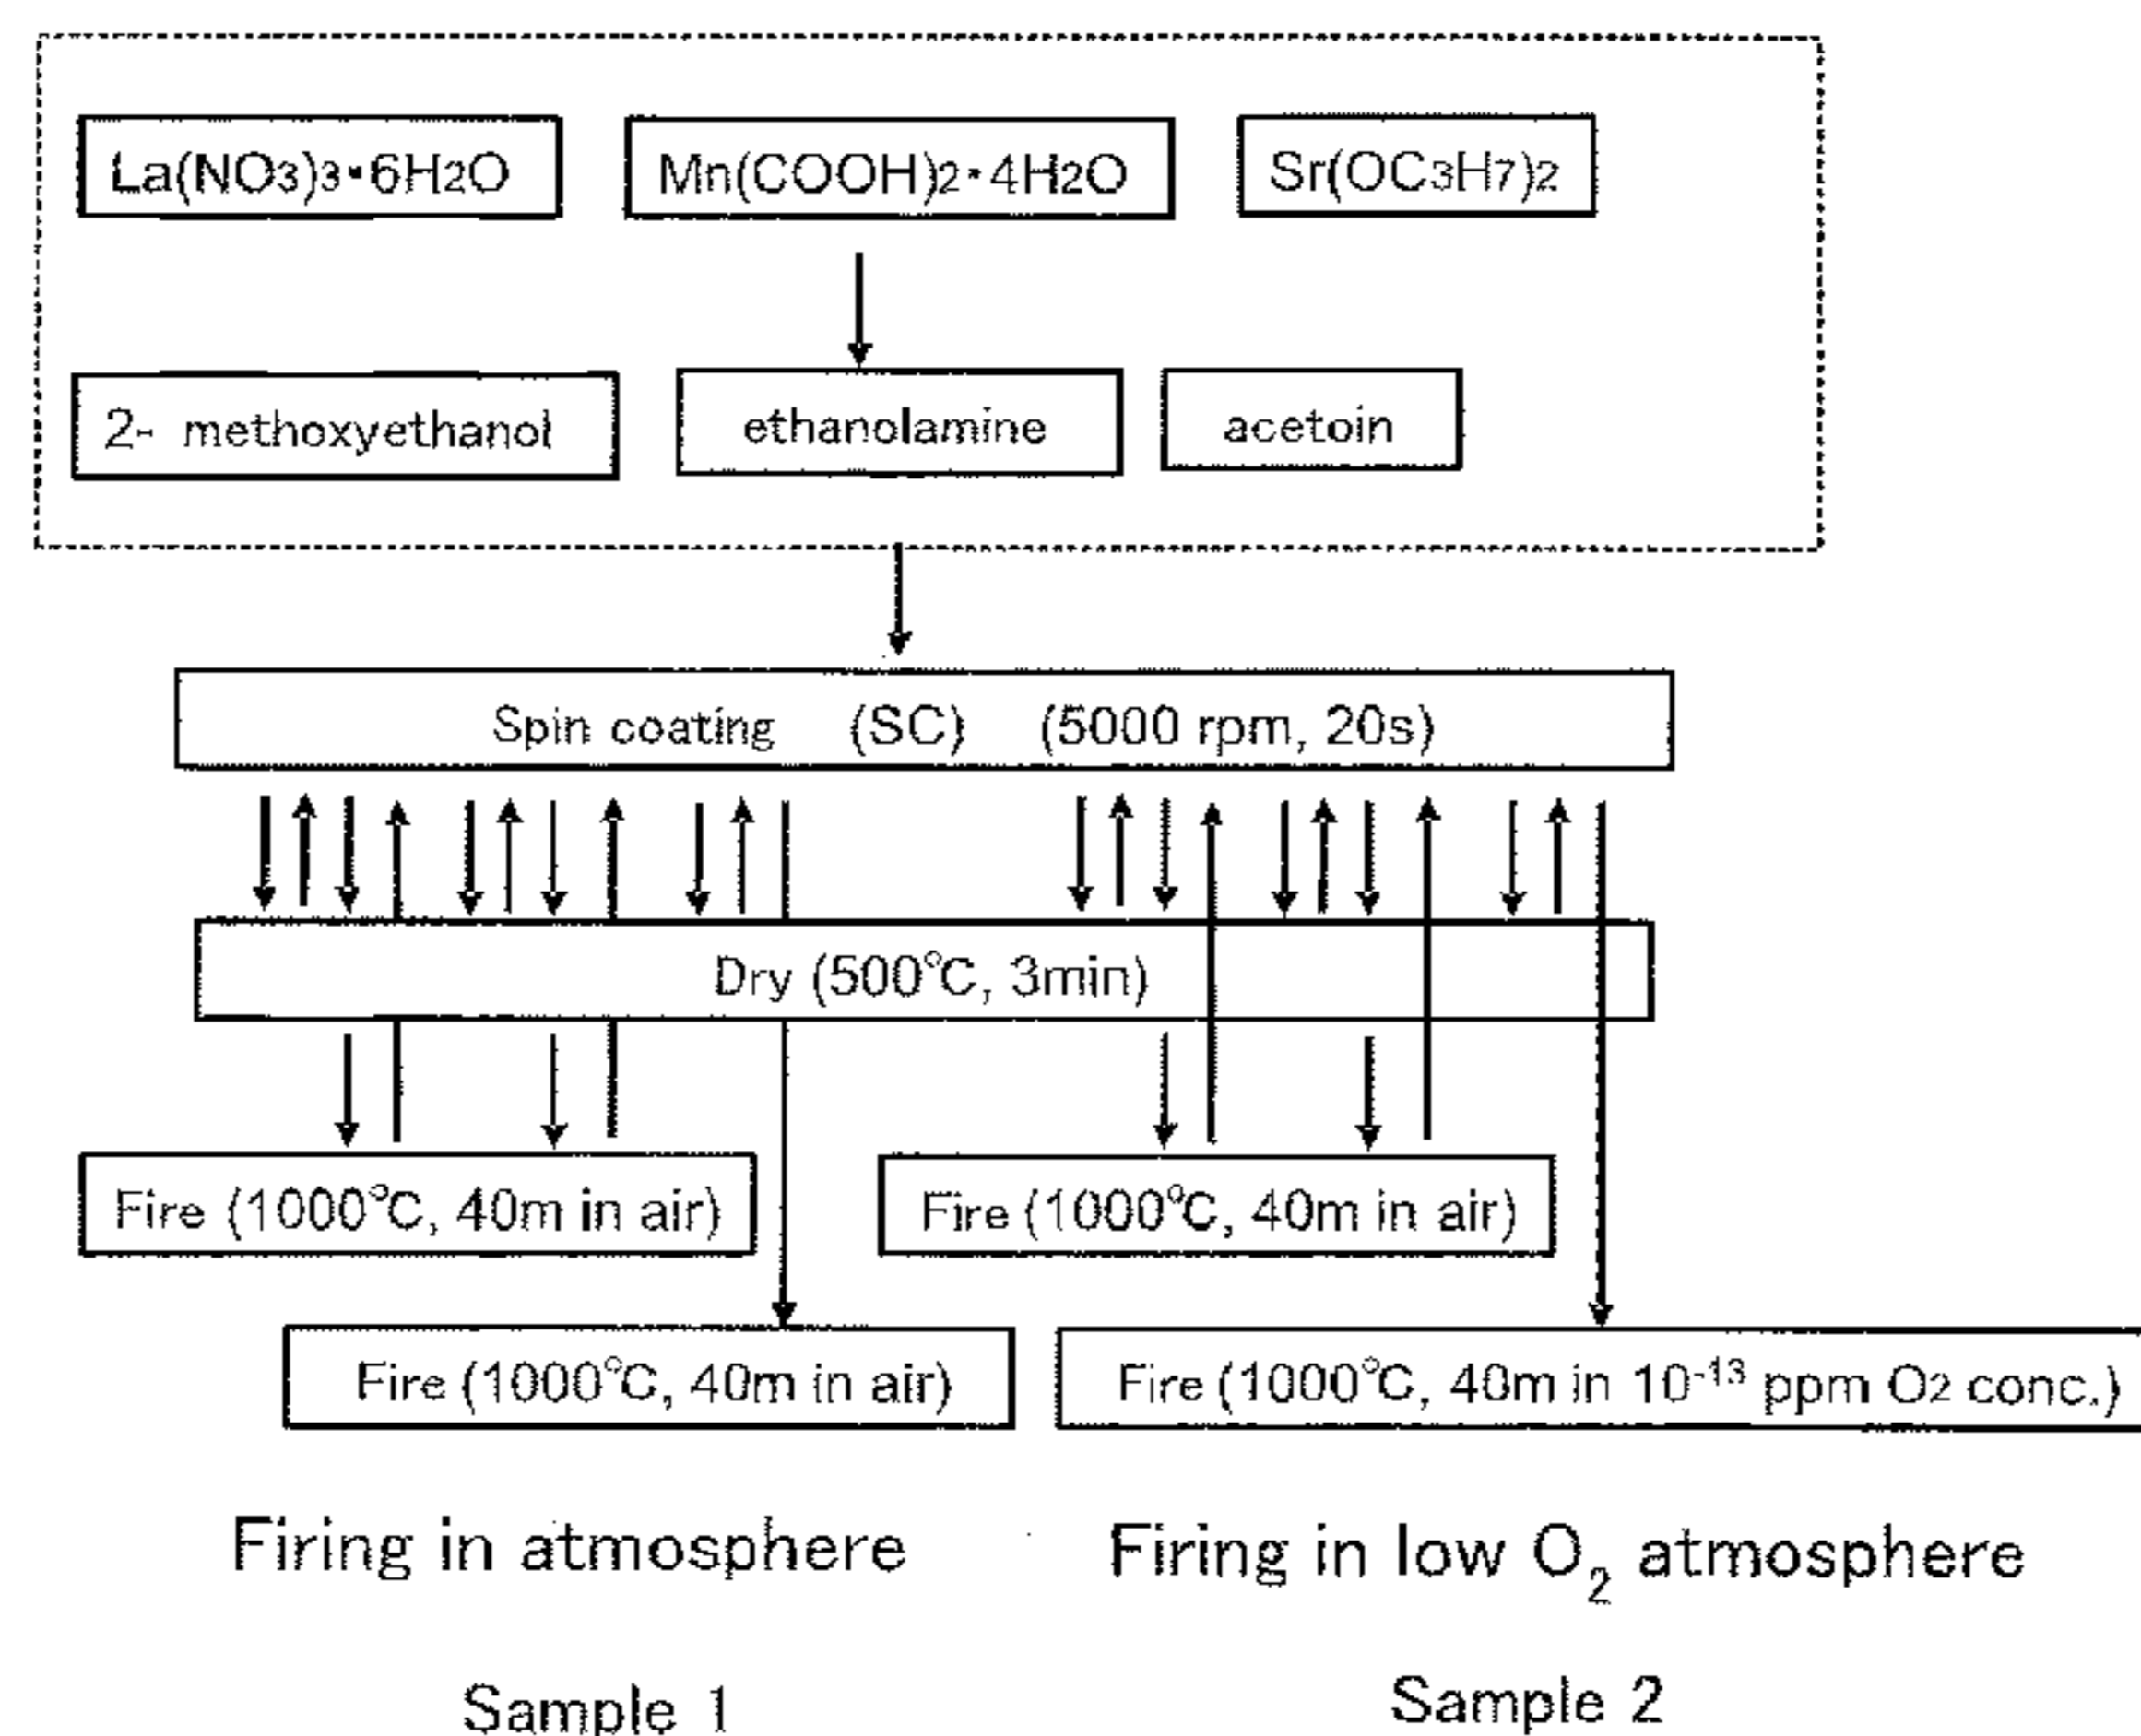 La(NO3)3・6H2O
Mn(COOH)2・4H2O
Sr(OC3H7)2
2- methoxyethanol
ethanolamine
acetoin
Spin coating (SC) (5000 rpm, 20s)
Dry (500℃, 3min)
Fire (1000℃, 40m in air)
Fire (1000℃, 40m in air)
Fire (1000℃, 40m in air)
Fire (1000℃, 40m in 10⁻¹³ ppm O2 conc.)
Firing in atmosphere
Firing in low O₂ atmosphere
Sample 1
Sample 2